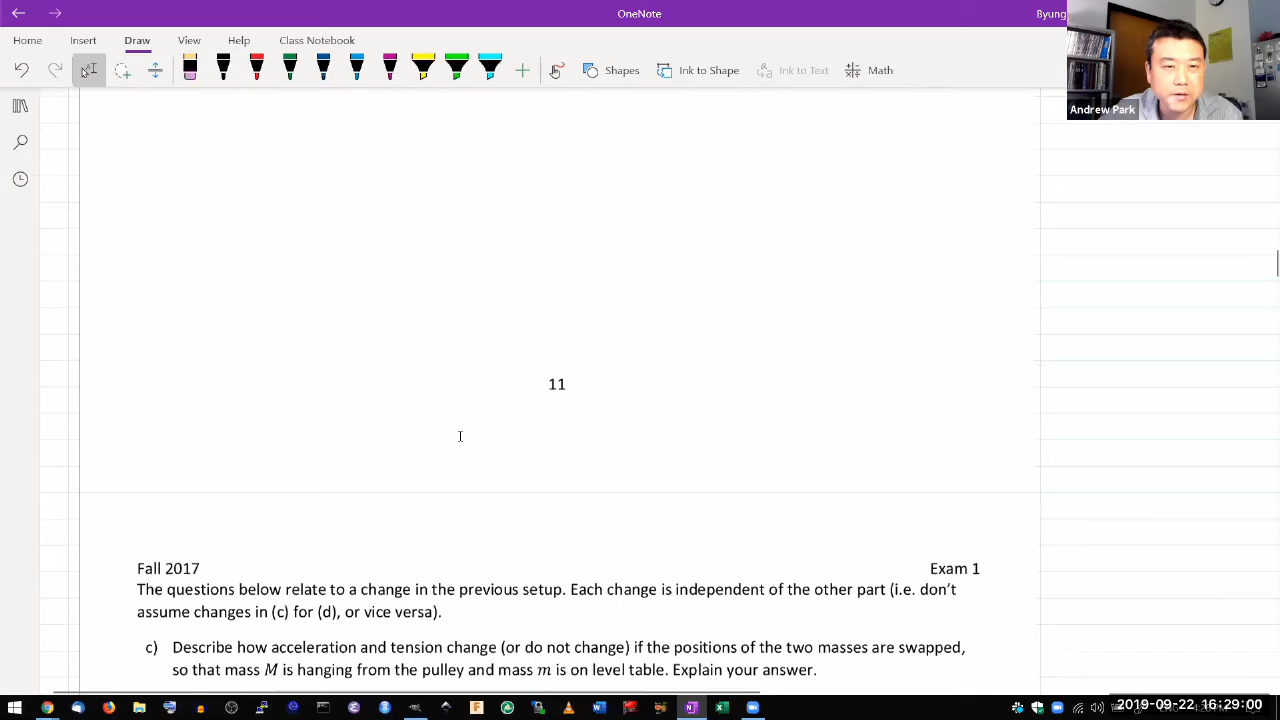 OneNote
Byung
Home
Insert
Draw
View
Help
Class Notebook
Shapes
Ink to Shape
Ink to Text
Math
Andrew Park
11
Fall 2017
Exam 1
The questions below relate to a change in the previous setup. Each change is independent of the other part (i.e. don’t
assume changes in (c) for (d), or vice versa).
c) Describe how acceleration and tension change (or do not change) if the positions of the two masses are swapped,
so that mass M is hanging from the pulley and mass m is on level table. Explain your answer.
2019-09-22 16:29:00